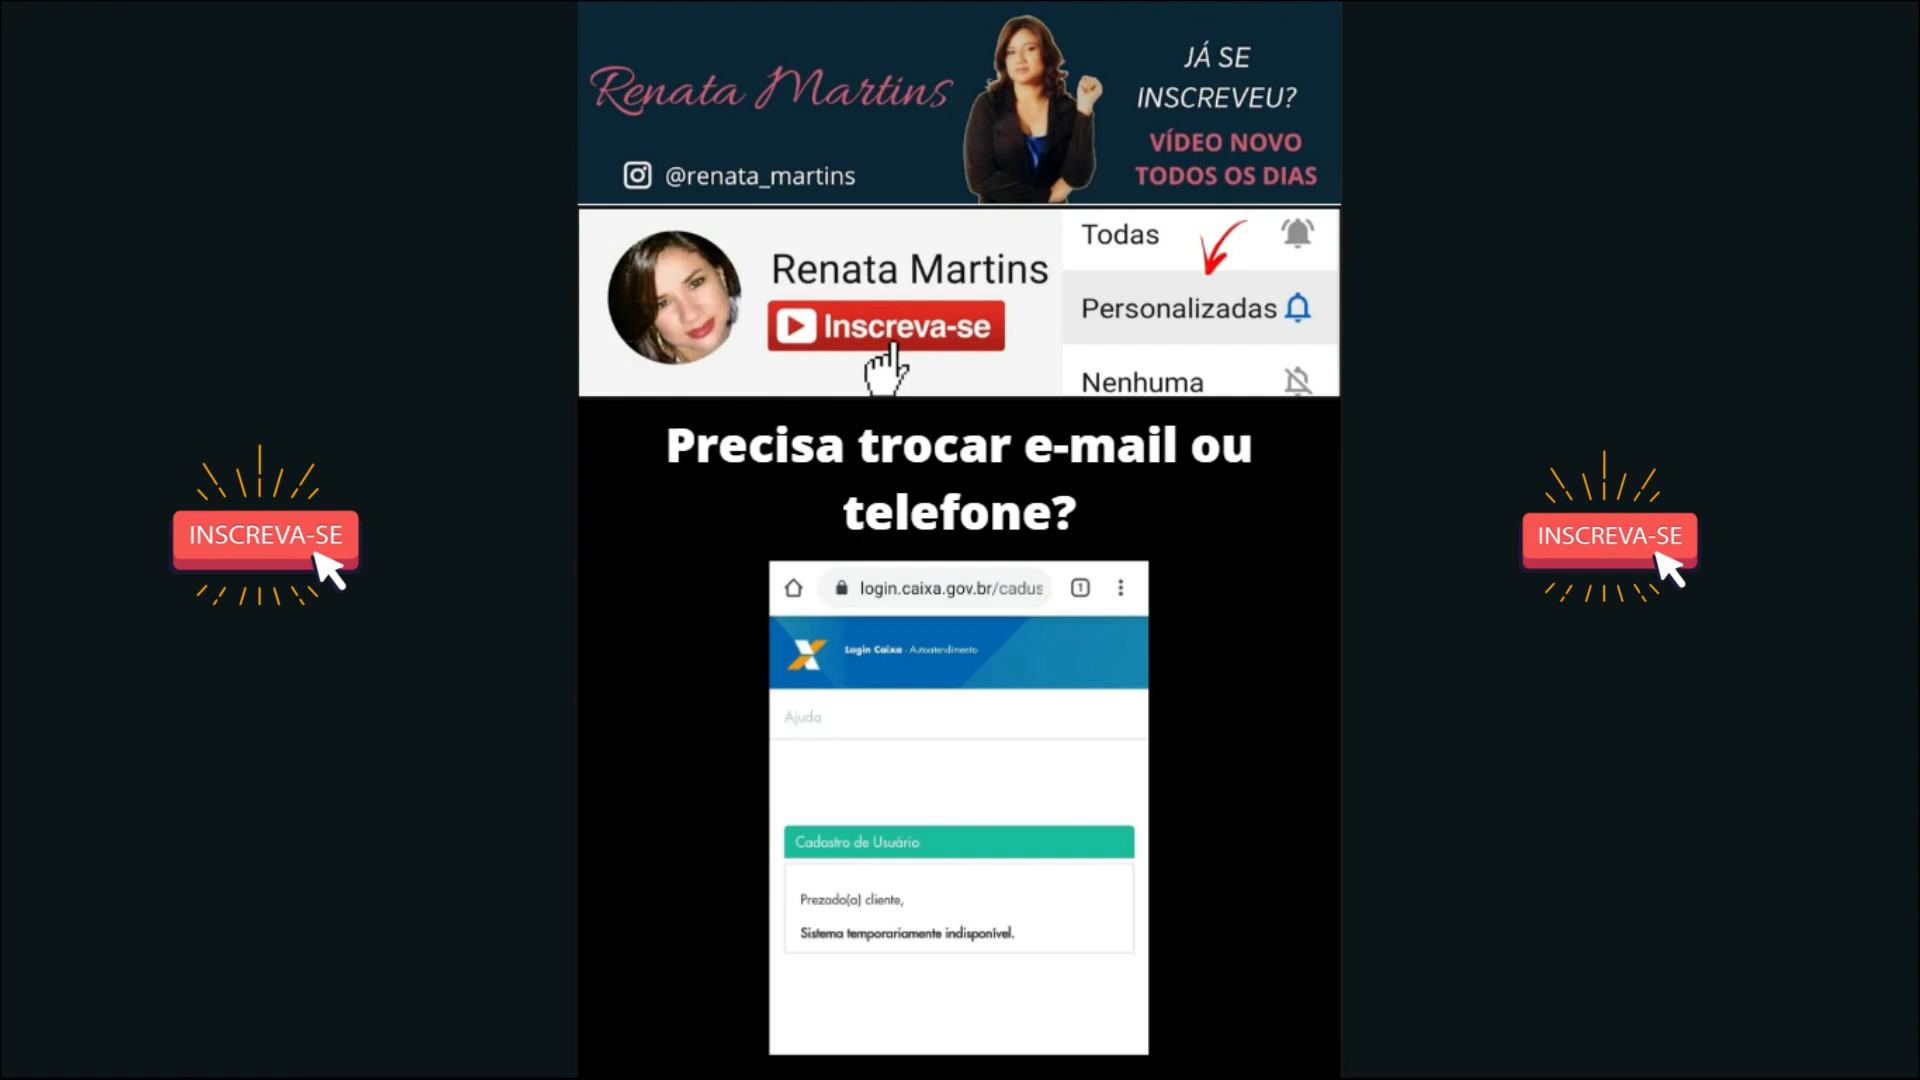 Renata Martins
@renata_martins
JÁ SE
INSCREVEU?
VÍDEO NOVO
TODOS OS DIAS
Renata Martins
Inscreva-se
Todas
Personalizadas
Nenhuma
Precisa trocar e-mail ou
telefone?
INSCREVA-SE
INSCREVA-SE
login.caixa.gov.br/cadus
1
Login Caixa - Autoatendimento
Ajuda
Cadastro de Usuário
Prezado(a) cliente,
Sistema temporariamente indisponível.